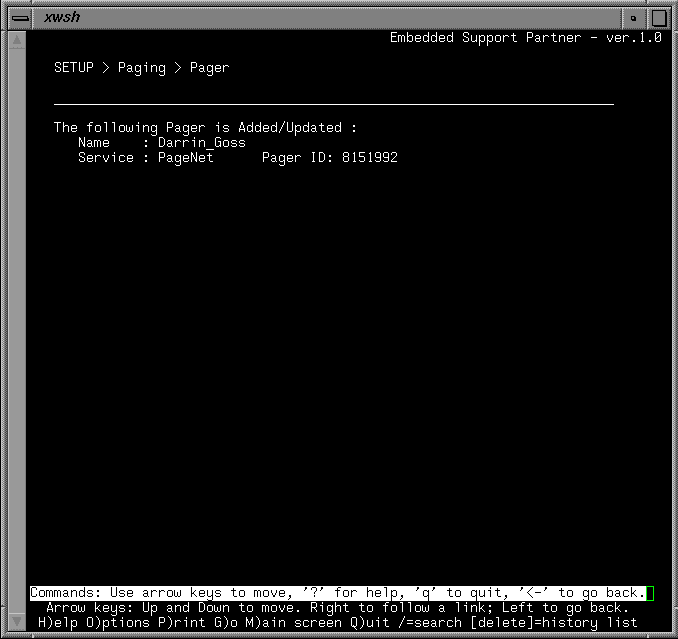 xwsh
Embedded Support Partner - ver.1.0
SETUP > Paging > Pager
The following Pager is Added/Updated :
Name    : Darrin_Goss
Service : PageNet      Pager ID: 8151992
Commands: Use arrow keys to move, '?' for help, 'q' to quit, '<-' to go back.
Arrow keys: Up and Down to move. Right to follow a link; Left to go back.
H)elp O)ptions P)rint G)o M)ain screen Q)uit /=search [delete]=history list